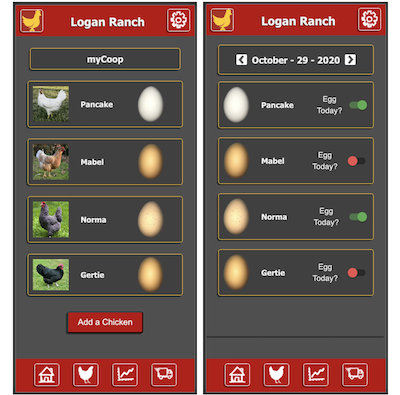 Logan Ranch
myCoop
Pancake
Mabel
Norma
Gertie
Add a Chicken
Logan Ranch
October - 29 - 2020
Pancake
Egg
Today?
Mabel
Egg
Today?
Norma
Egg
Today?
Gertie
Egg
Today?